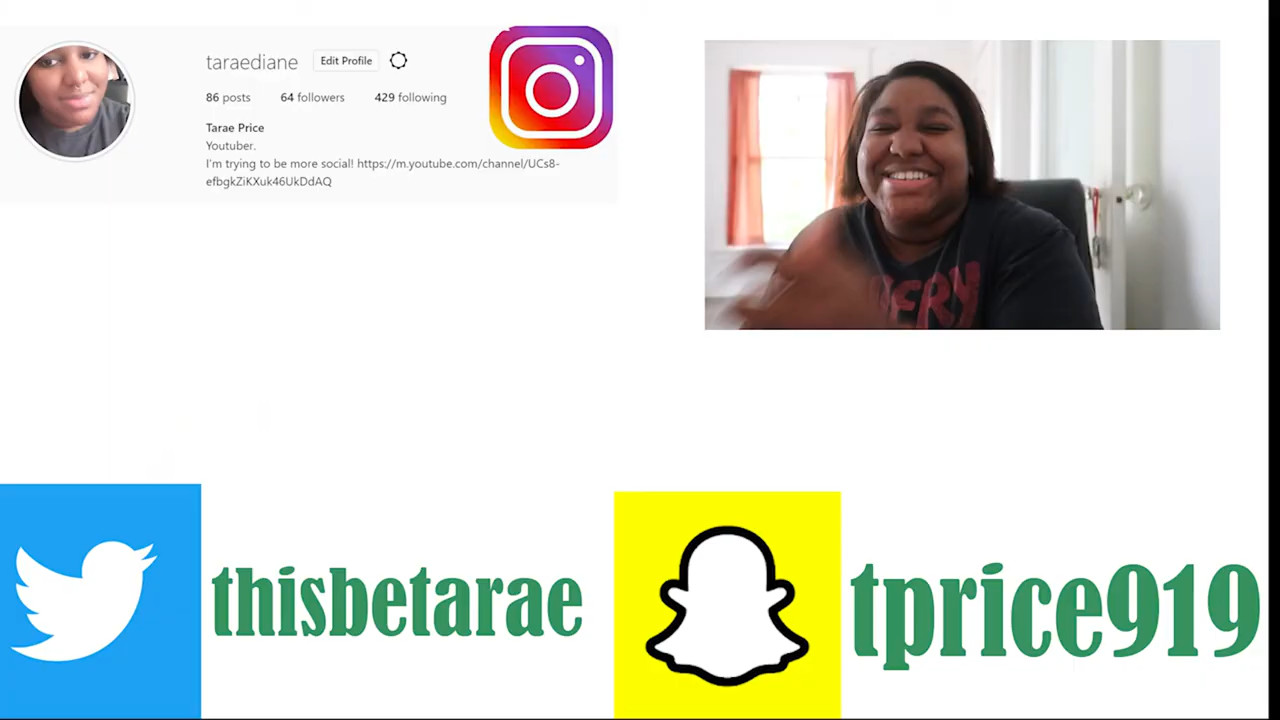 taraediane Edit Profile
86 posts 64 followers 429 following
Tarae Price
Youtuber.
I'm trying to be more social! https://m.youtube.com/channel/UCs8-
efbgkZiKXuk46UkDdAQ
thisbetarae
tprice919